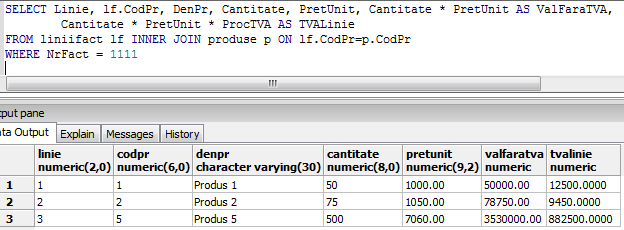 SELECT Linie, lf.CodPr, DenPr, Cantitate, PretUnit, Cantitate * PretUnit AS ValFaraTVA,
Cantitate * PretUnit * ProcTVA AS TVALinie
FROM liniifact lf INNER JOIN produse p ON lf.CodPr=p.CodPr
WHERE NrFact = 1111
tput pane
ata Output Explain Messages History
linie codpr denpr cantitate pretunit valfaratva tvalinie
numeric(2,0) numeric(6,0) character varying(30) numeric(8,0) numeric(9,2) numeric numeric
1 1 1 Produs 1 50 1000.00 50000.00 12500.0000
2 2 2 Produs 2 75 1050.00 78750.00 9450.0000
3 3 5 Produs 5 500 7060.00 3530000.00 882500.0000